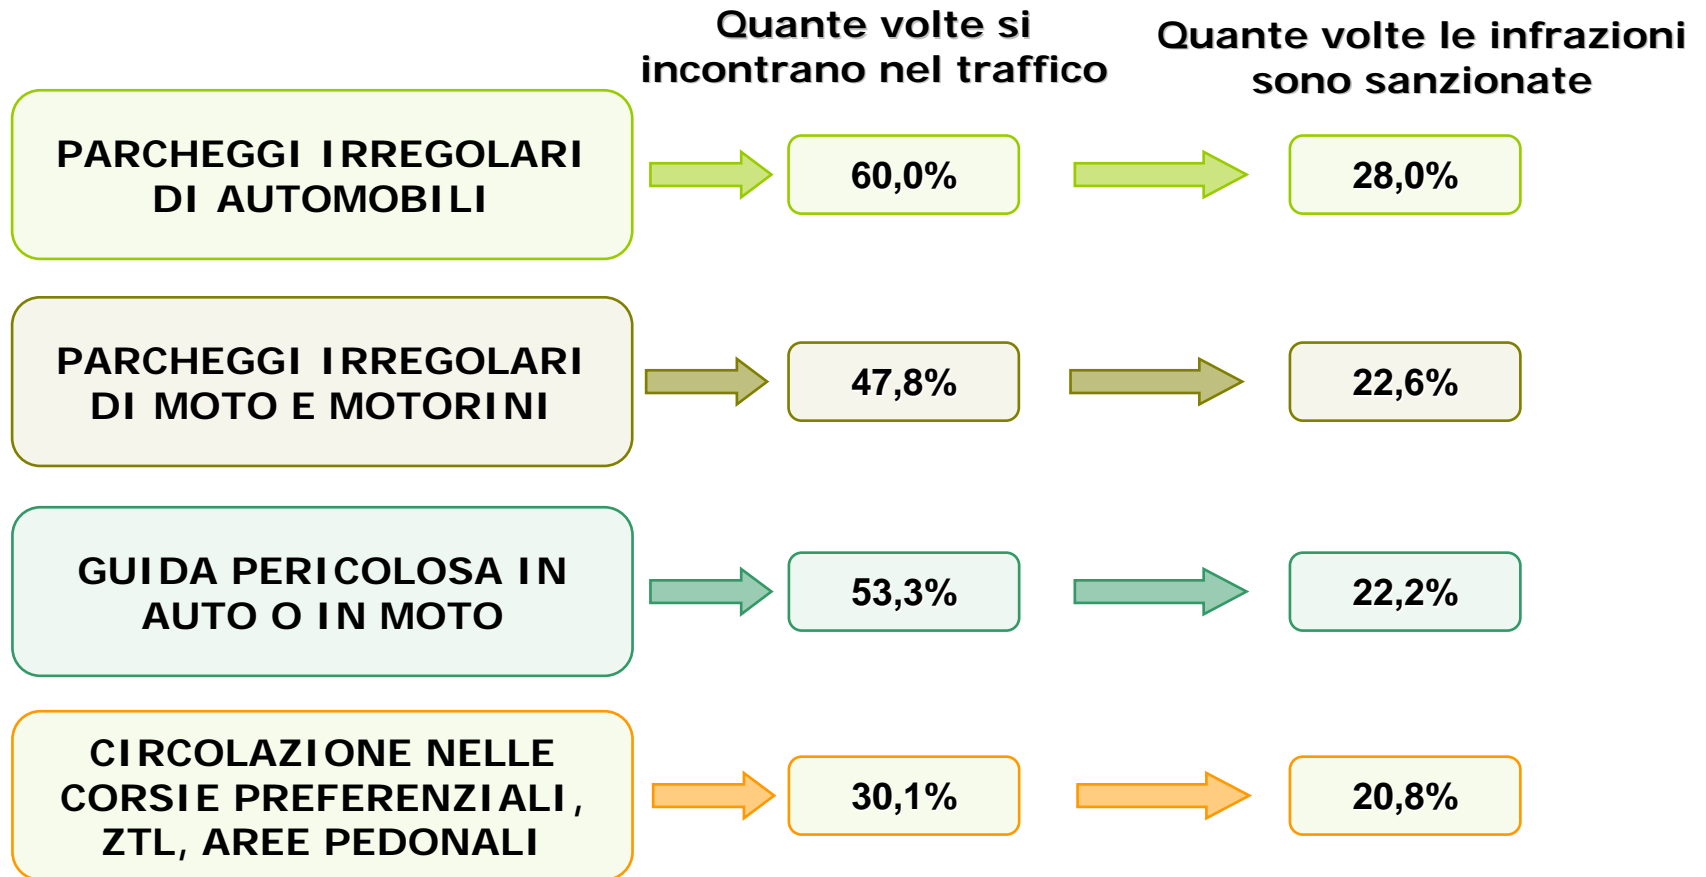 Quante volte si
incontrano nel traffico
Quante volte le infrazioni
sono sanzionate
PARCHEGGI IRREGOLARI
DI AUTOMOBILI
60,0%
28,0%
PARCHEGGI IRREGOLARI
DI MOTO E MOTORINI
47,8%
22,6%
GUIDA PERICOLOSA IN
AUTO O IN MOTO
53,3%
22,2%
CIRCOLAZIONE NELLE
CORSIE PREFERENZIALI,
ZTL, AREE PEDONALI
30,1%
20,8%